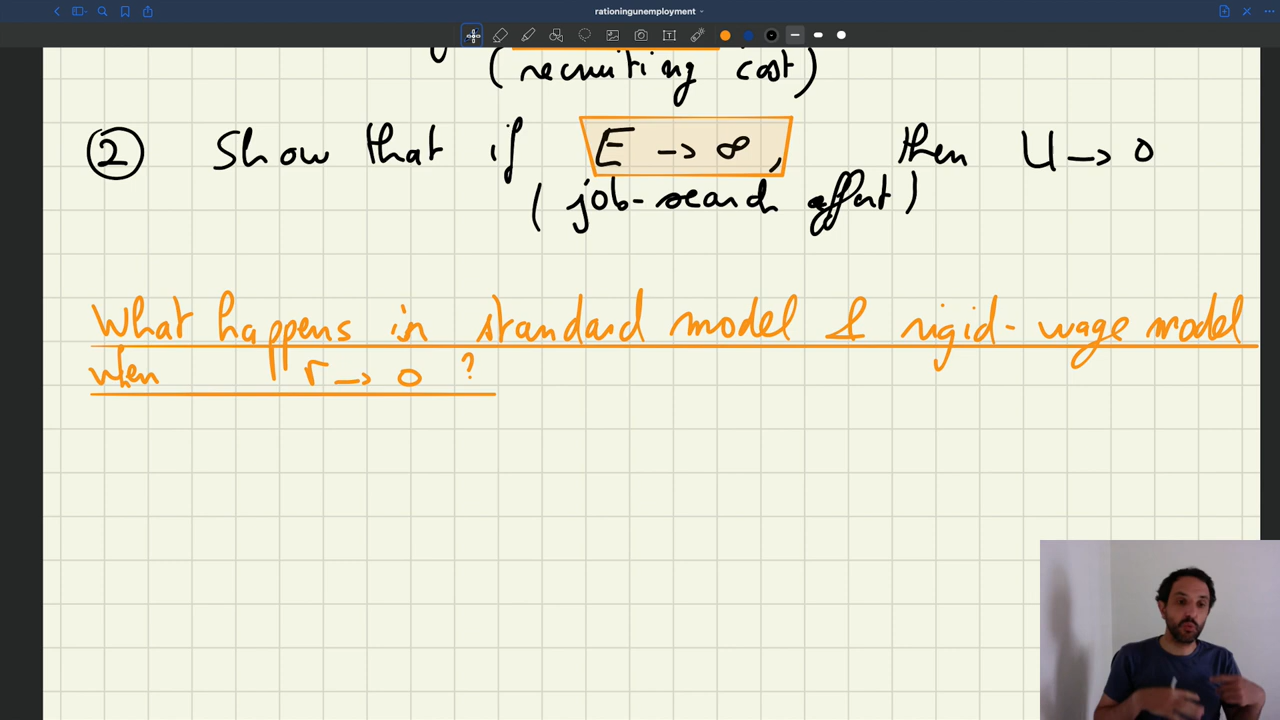 rationingunemployment
(recruiting cost)
② Show that if E → ∞, then U → 0
(job-search effort)
What happens in standard model & rigid-wage model
when r → 0 ?